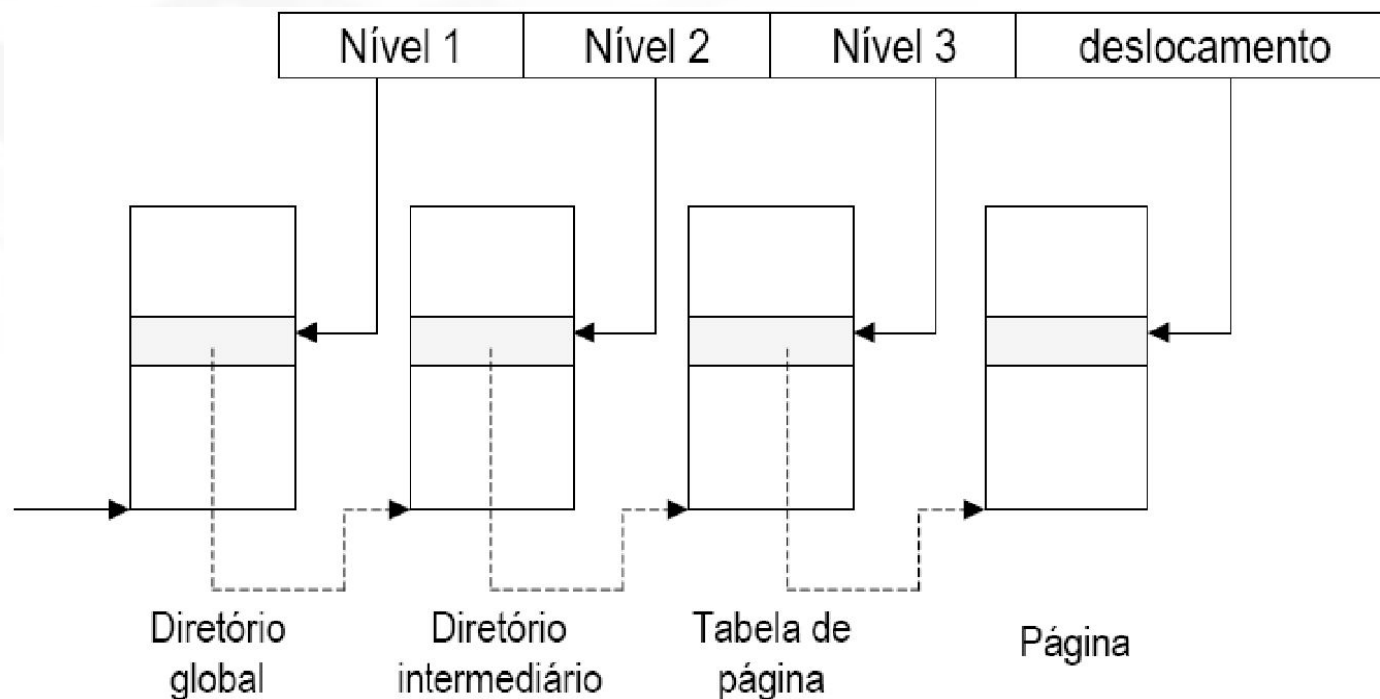 Nível 1 Nível 2 Nível 3 deslocamento
Diretório global
Diretório intermediário
Tabela de página
Página